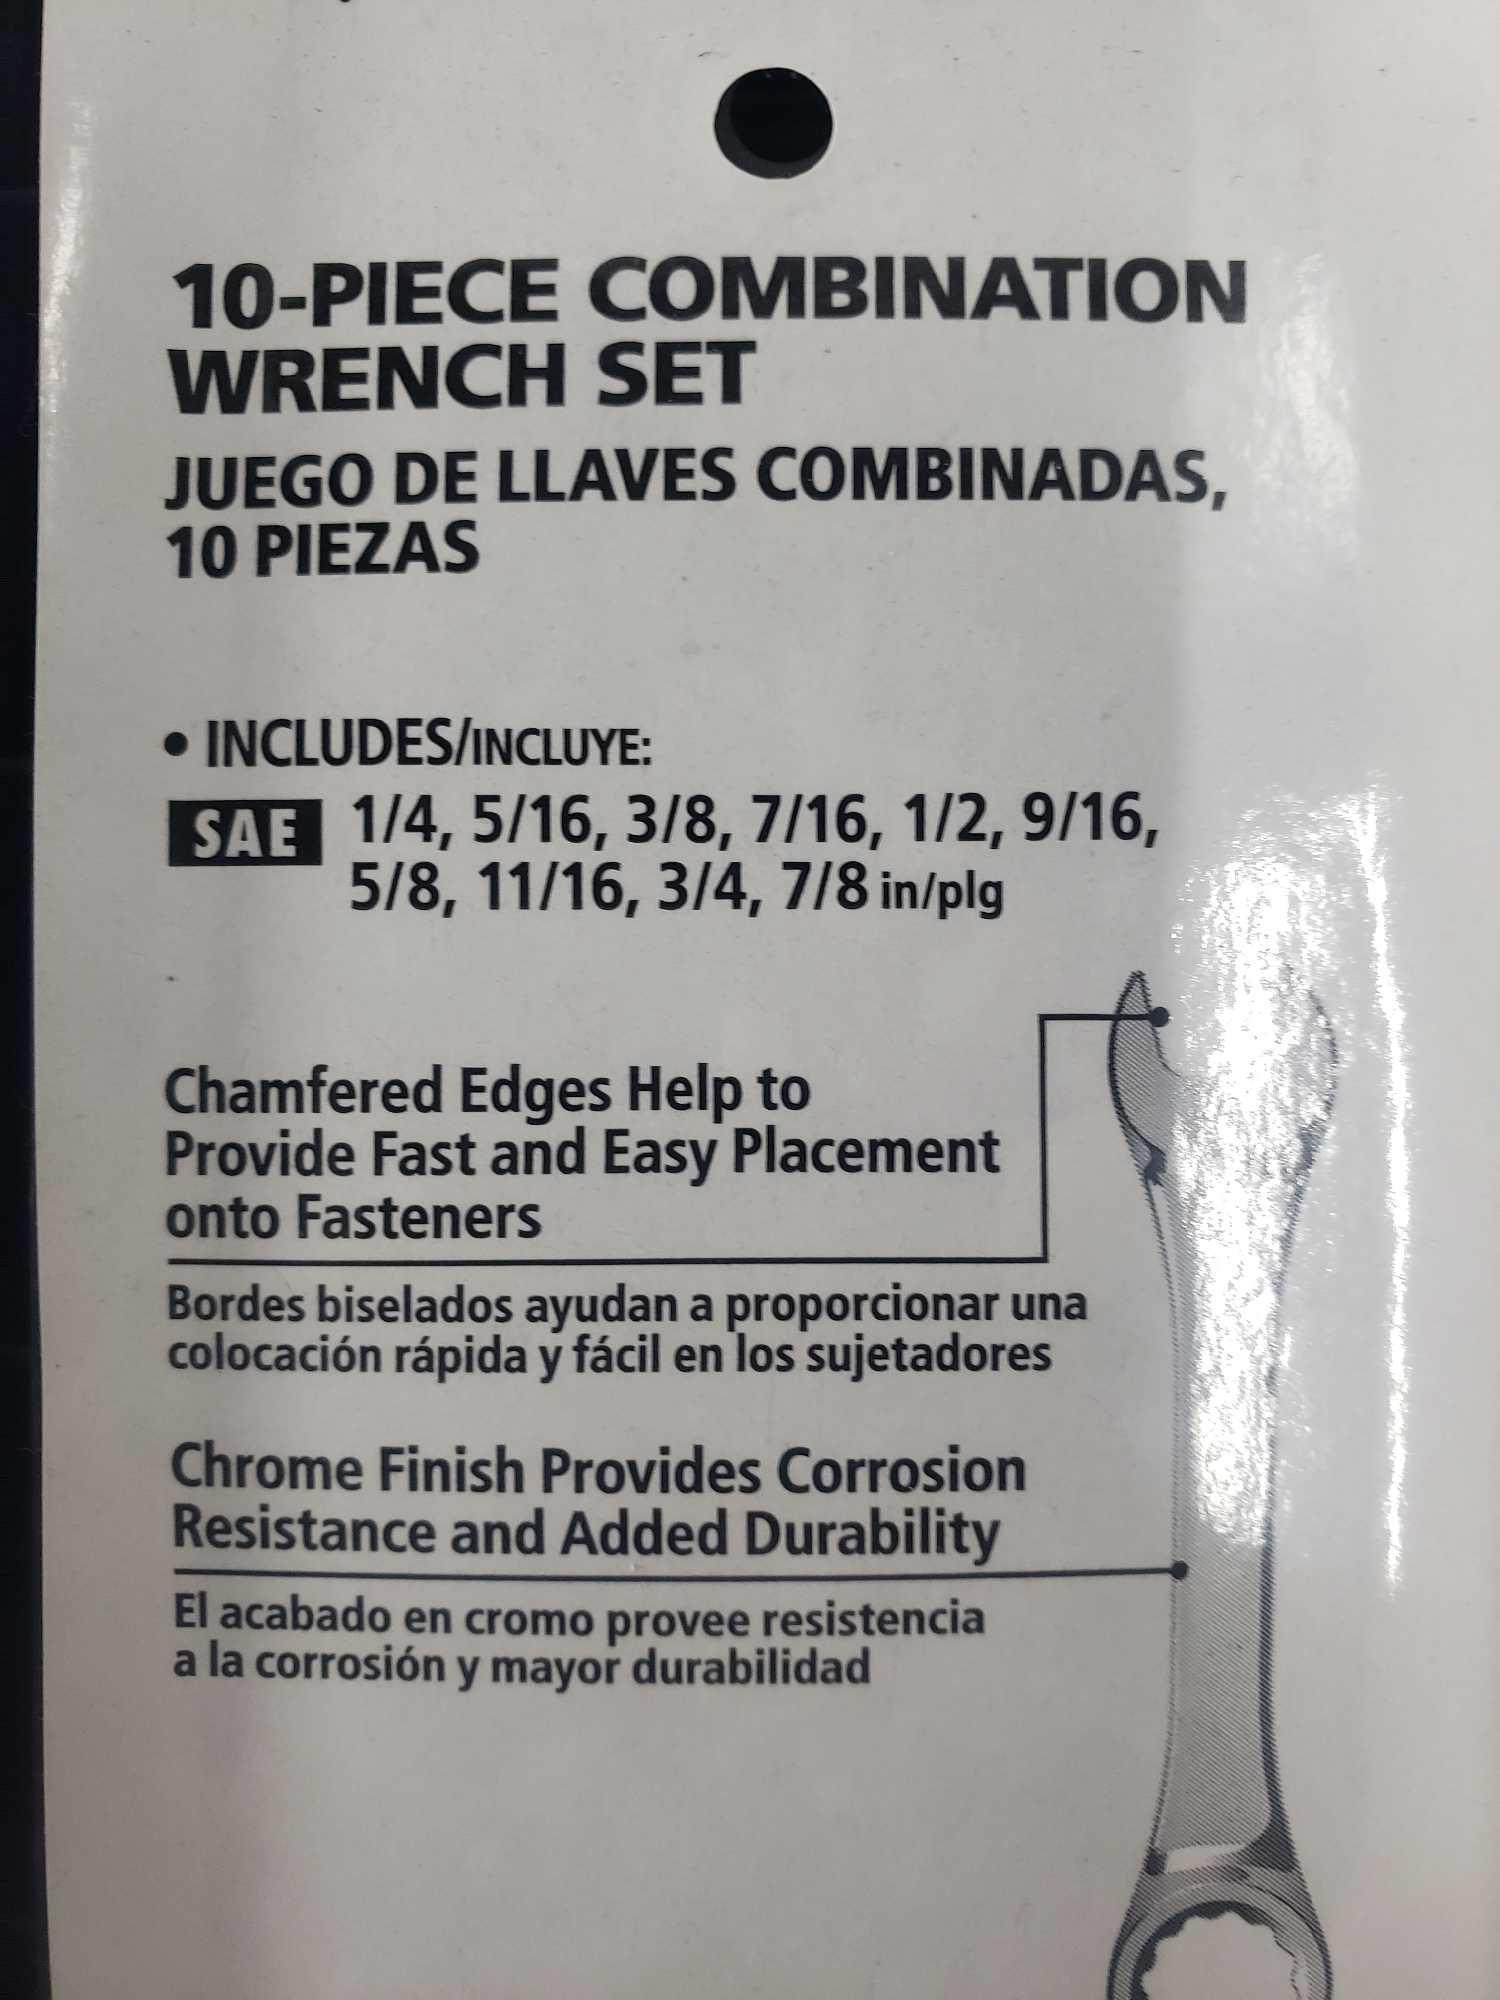 10-PIECE COMBINATION
WRENCH SET
JUEGO DE LLAVES COMBINADAS,
10 PIEZAS
• INCLUDES/INCLUYE:
SAE 1/4, 5/16, 3/8, 7/16, 1/2, 9/16,
5/8, 11/16, 3/4, 7/8 in/plg
Chamfered Edges Help to
Provide Fast and Easy Placement
onto Fasteners
Bordes biselados ayudan a proporcionar una
colocación rápida y fácil en los sujetadores
Chrome Finish Provides Corrosion
Resistance and Added Durability
El acabado en cromo provee resistencia
a la corrosión y mayor durabilidad